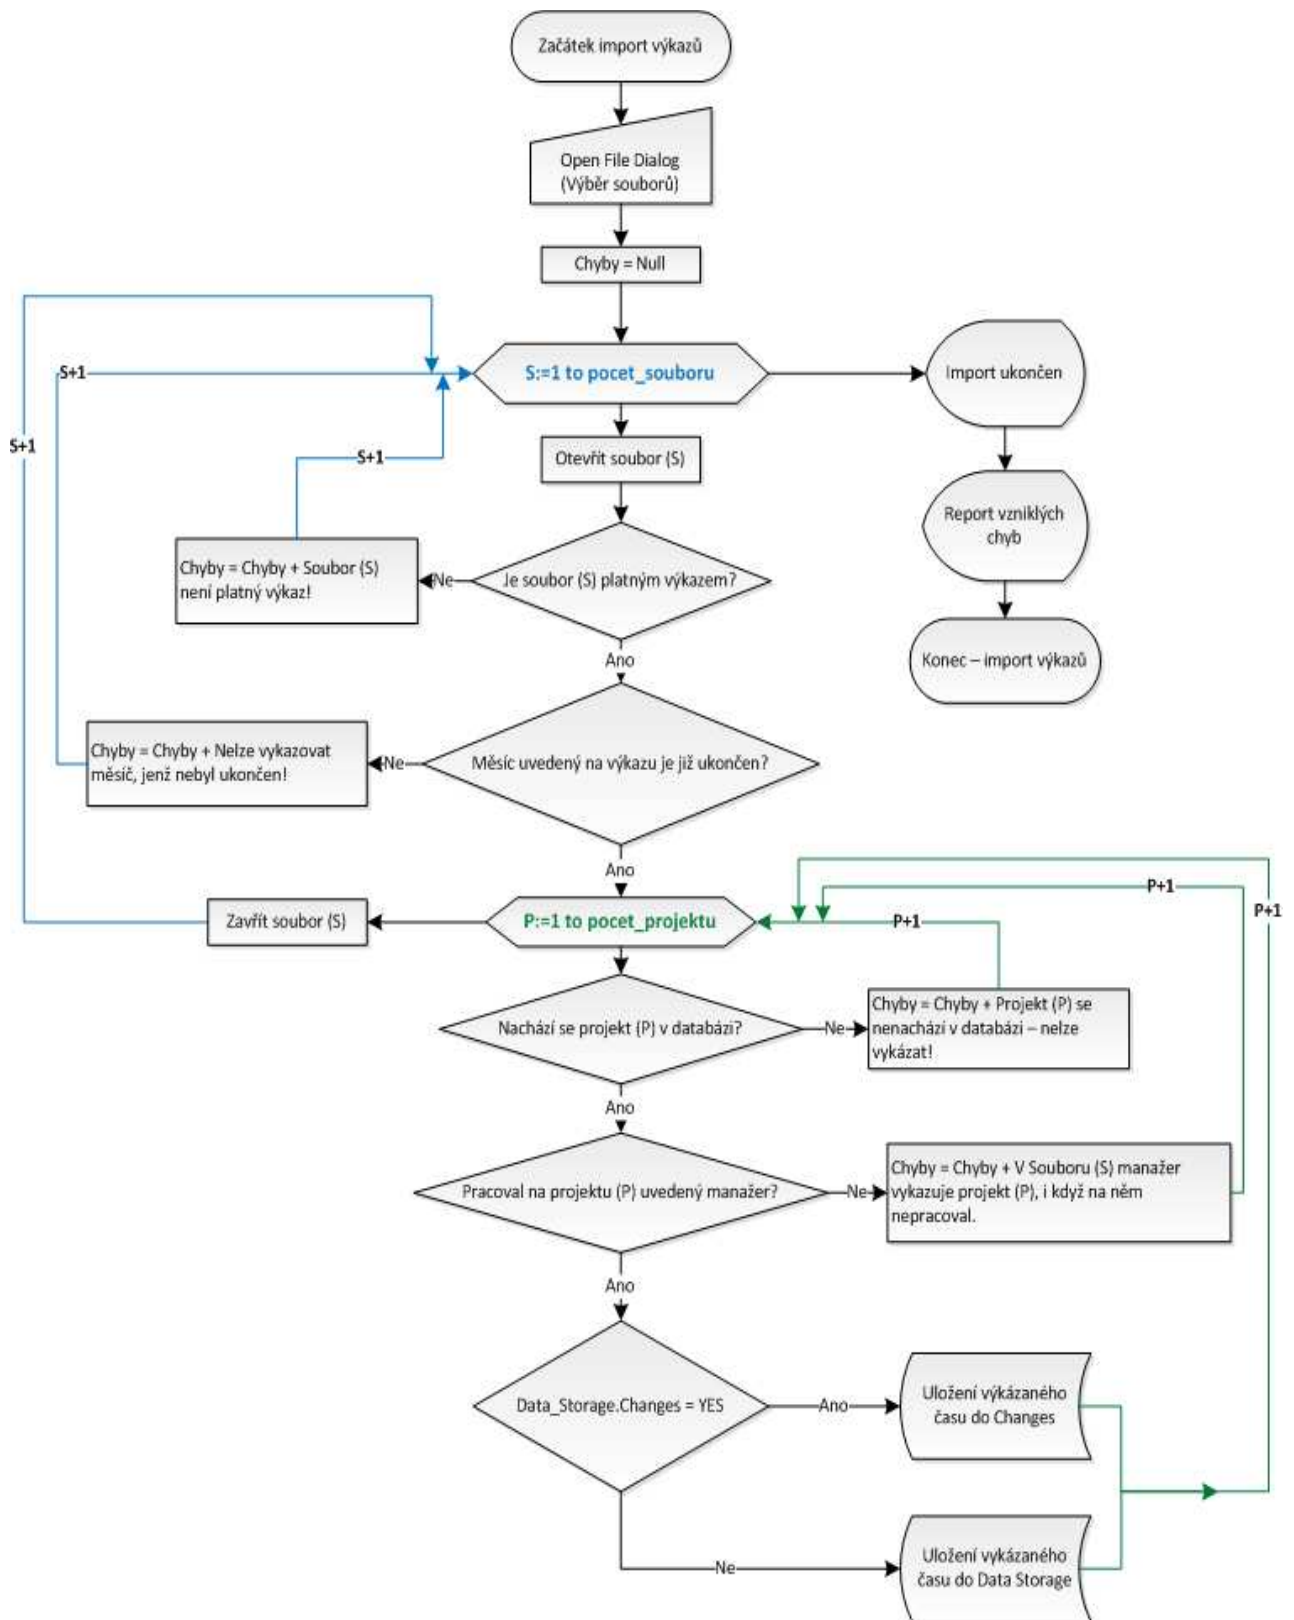 Začátek import výkazů
Open File Dialog
(Výběr souborů)
Chyby = Null
S:=1 to pocet_souboru
Import ukončen
S+1
S+1
S+1
Otevřít soubor (S)
Report vzniklých
chyb
Chyby = Chyby + Soubor (S)
není platný výkaz!
Ne
Je soubor (S) platným výkazem?
Ano
Konec – import výkazů
Chyby = Chyby + Nelze vykazovat
měsíč, jenž nebyl ukončen!
Ne
Měsíc uvedený na výkazu je již ukončen?
Ano
P+1
P+1
P+1
Zavřít soubor (S)
P:=1 to pocet_projektu
Nachází se projekt (P) v databázi?
Ne
Chyby = Chyby + Projekt (P) se
nenachází v databázi – nelze
vykázat!
Ano
Pracoval na projektu (P) uvedený manažer?
Ne
Chyby = Chyby + V Souboru (S) manažer
vykazuje projekt (P), i když na něm
nepracoval.
Ano
Data_Storage.Changes = YES
Ano
Uložení výkázaného
času do Changes
Ne
Uložení vykázaného
času do Data Storage